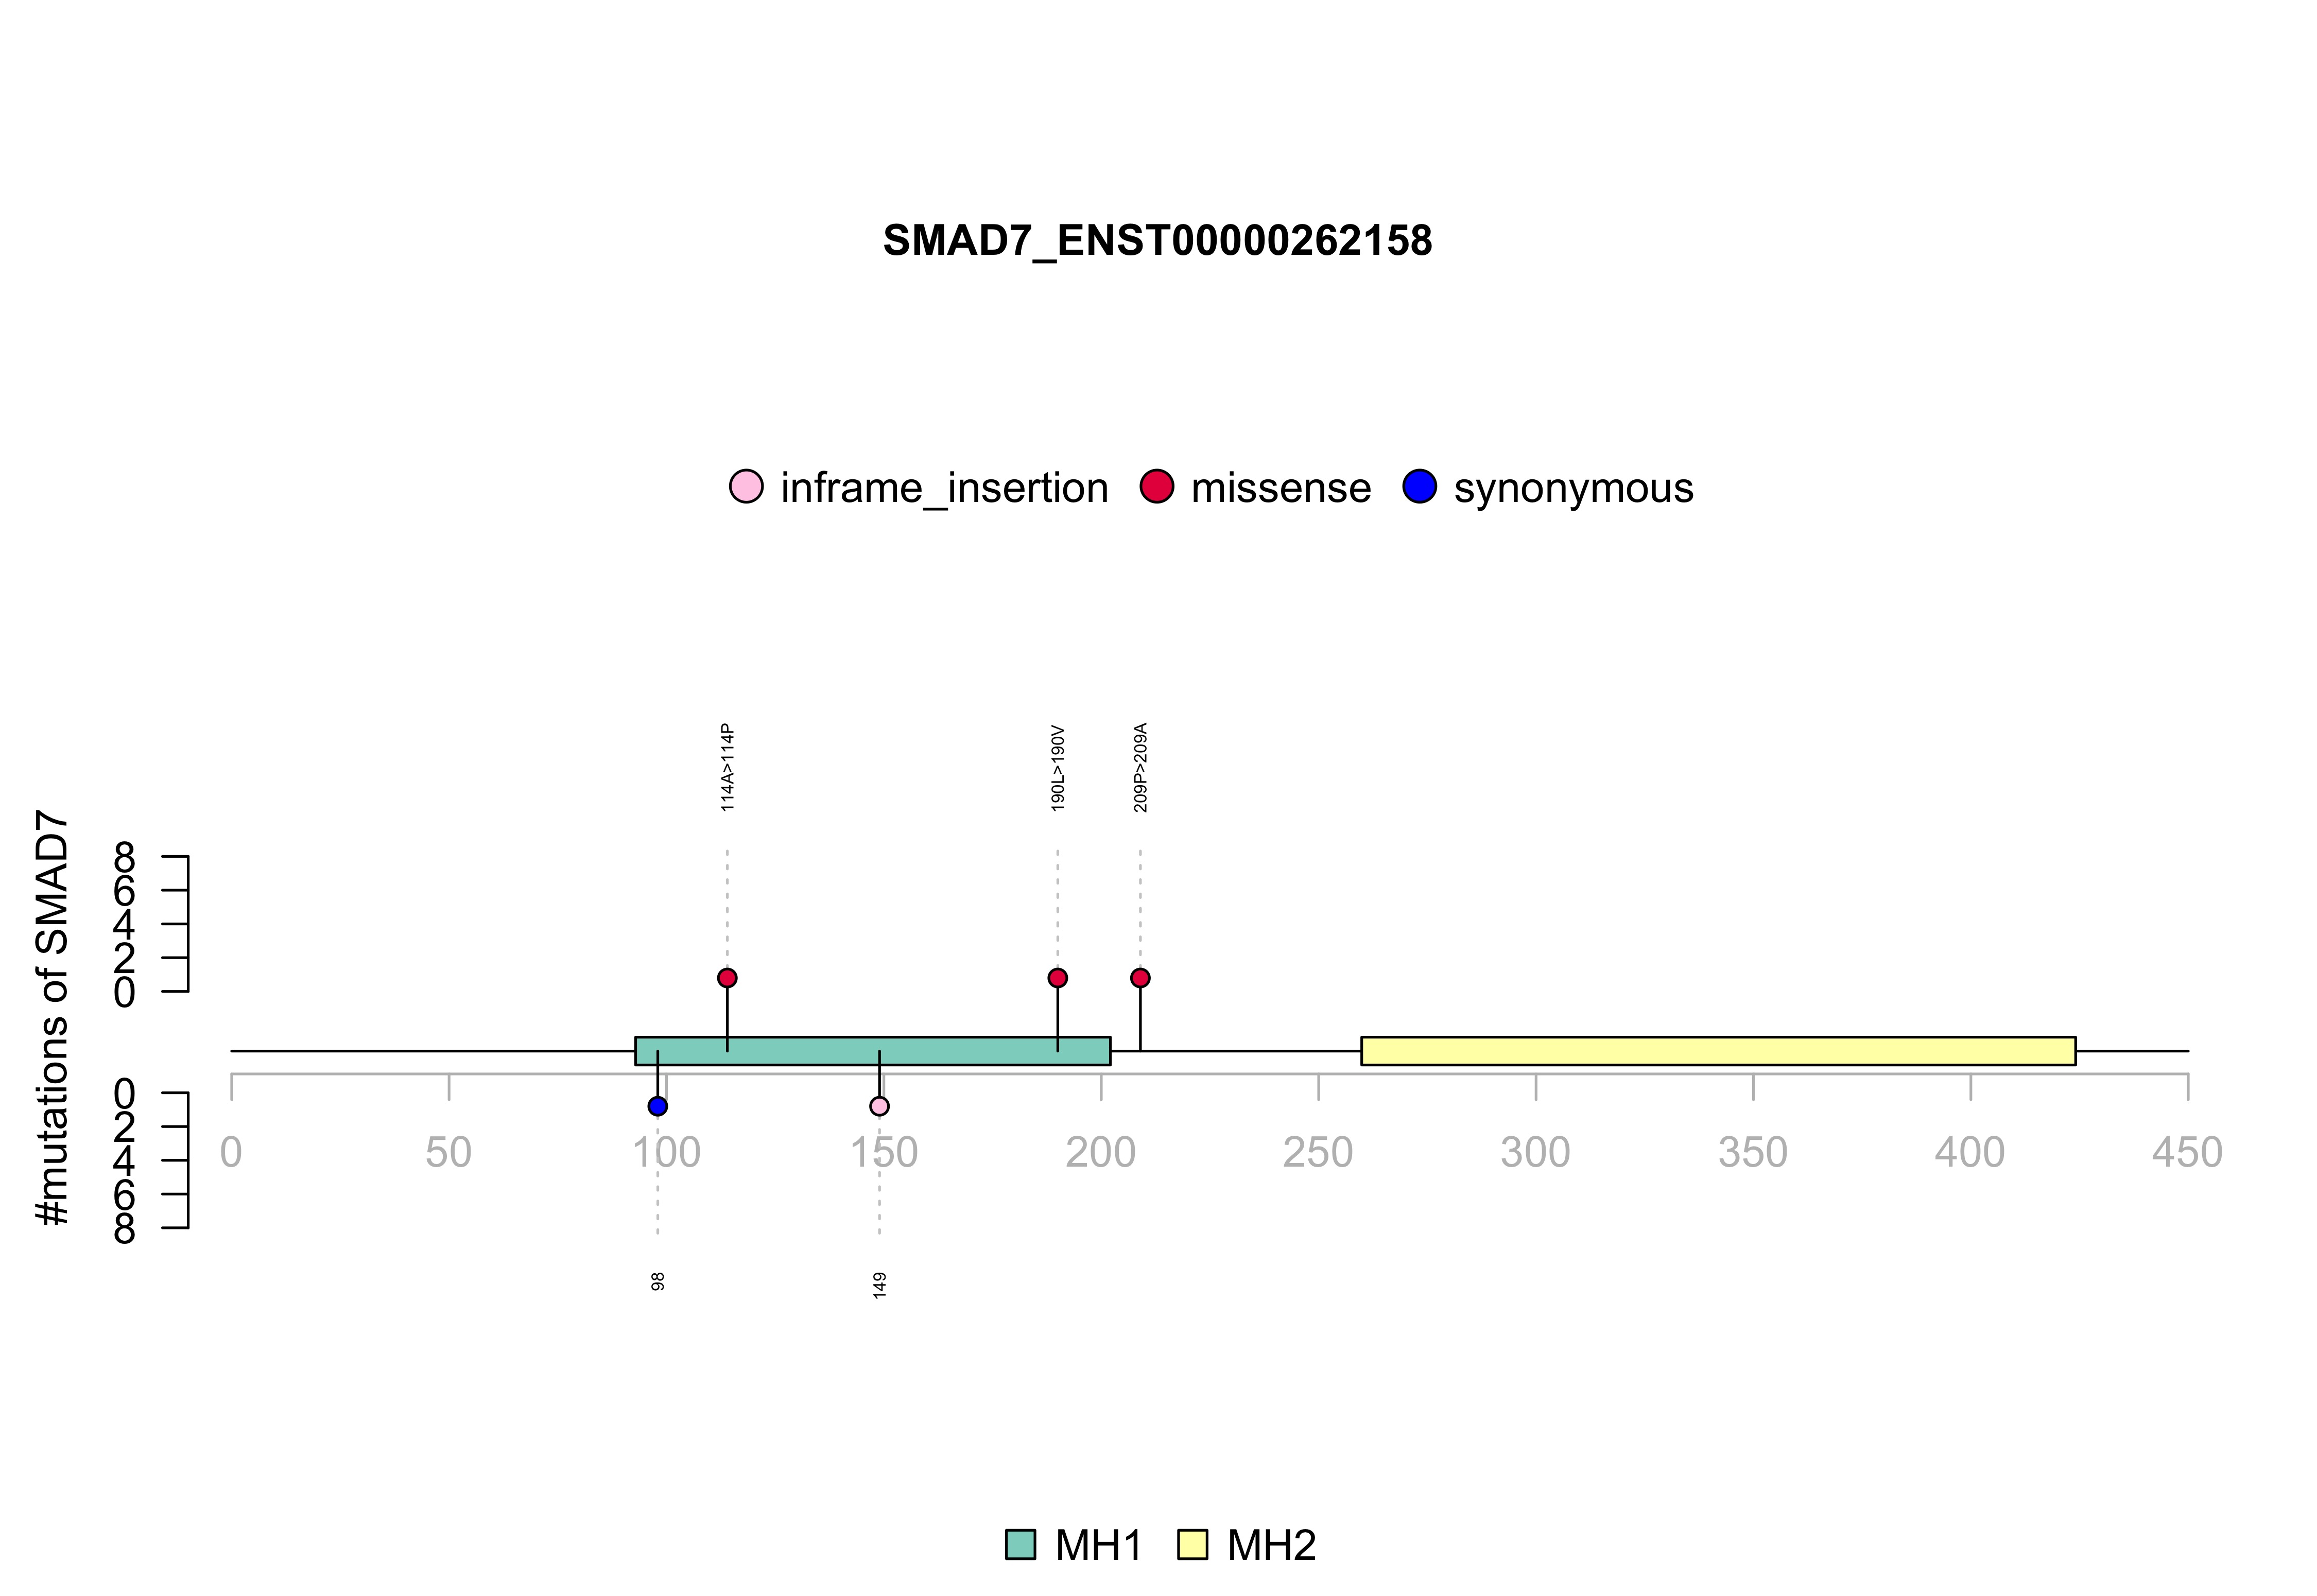 SMAD7_ENST00000262158
inframe_insertion missense synonymous
114A>114P 190L>190V 209P>209A
#mutations of SMAD7
8
6
4
2
0
0
2
4
6
8
0 50 100 150 200 250 300 350 400 450
98 149
MH1 MH2